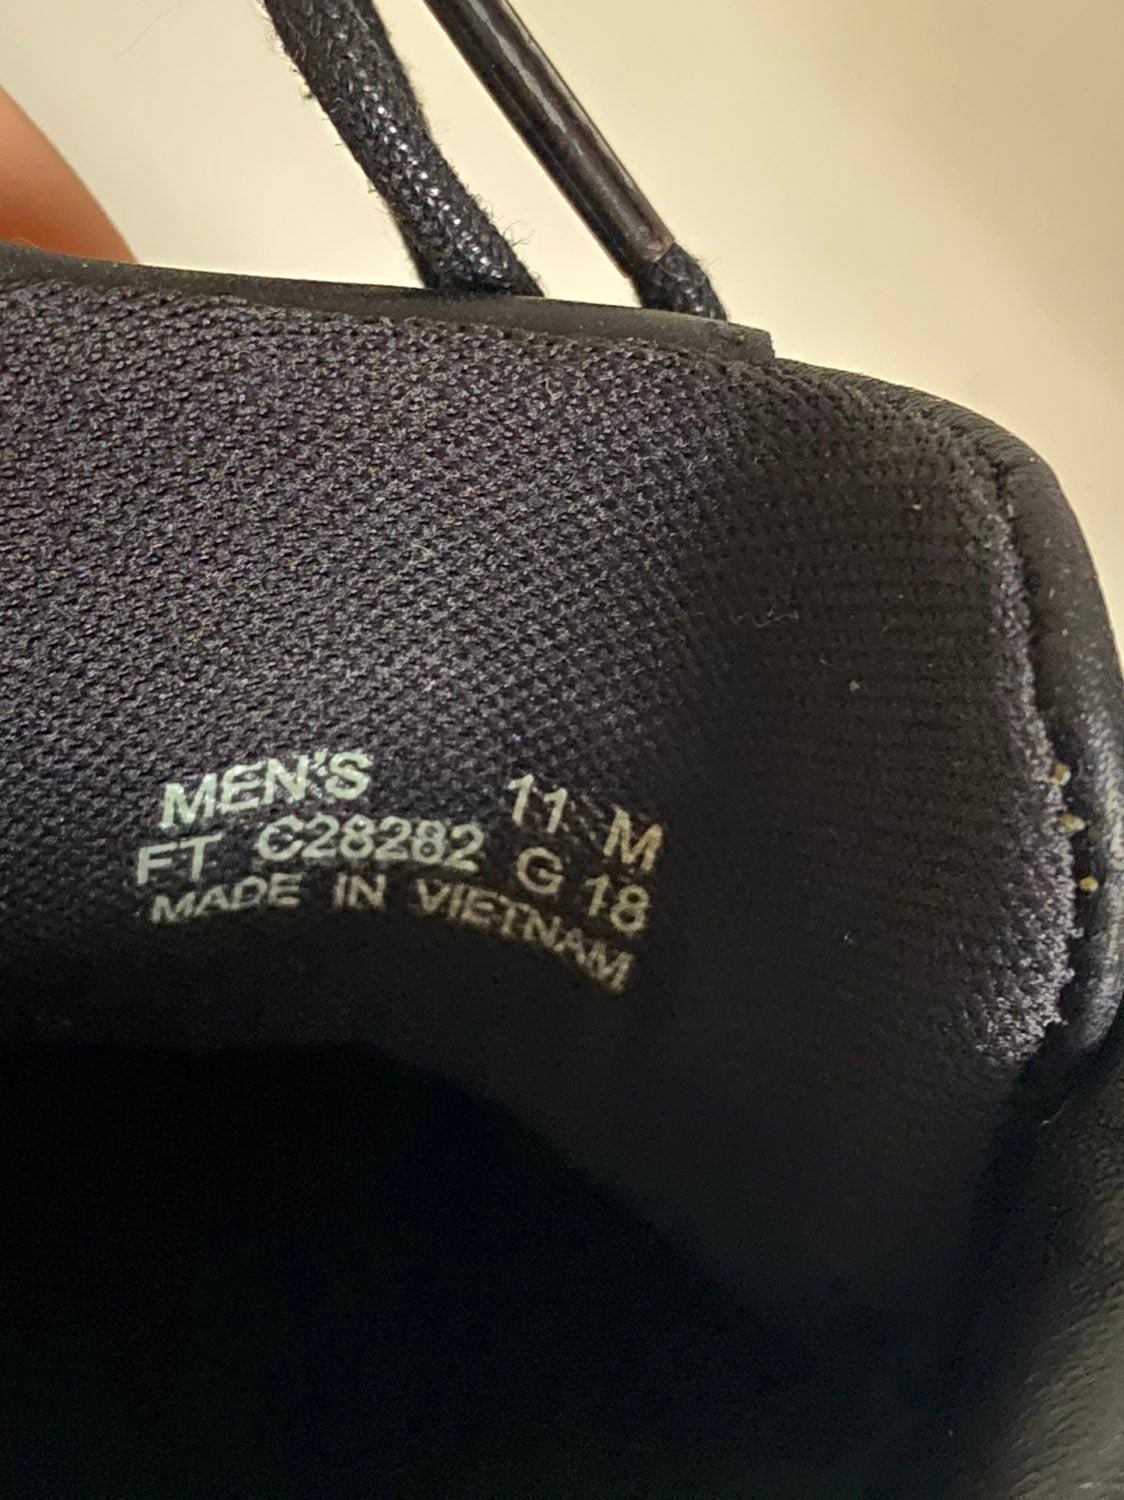 MEN'S 11 M
FT C28282 G 18
MADE IN VIETNAM